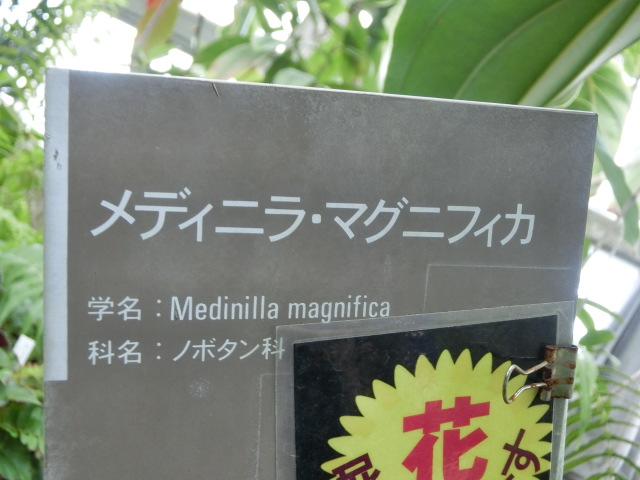 メディニラ・マグニフィカ
学名：Medinilla magnifica
科名：ノボタン科
花
す